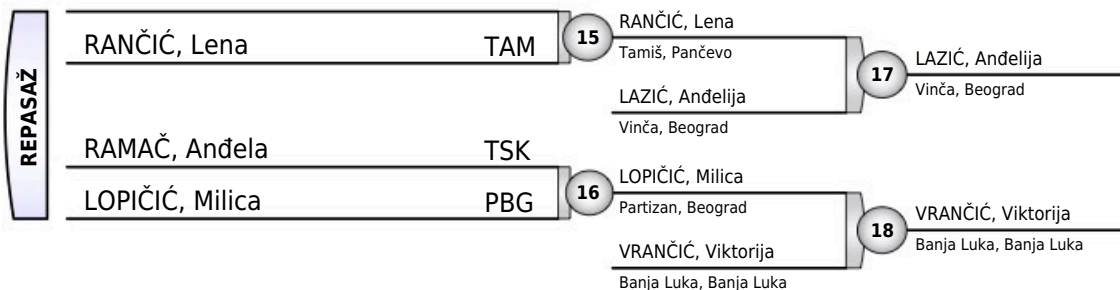 REPASAŽ
RANČIĆ, Lena TAM
15
RANČIĆ, Lena
Tamiš, Pančevo
LAZIĆ, Anđelija
Vinča, Beograd
17
LAZIĆ, Anđelija
Vinča, Beograd
RAMAČ, Anđela TSK
LOPIČIĆ, Milica PBG
16
LOPIČIĆ, Milica
Partizan, Beograd
VRANČIĆ, Viktorija
Banja Luka, Banja Luka
18
VRANČIĆ, Viktorija
Banja Luka, Banja Luka